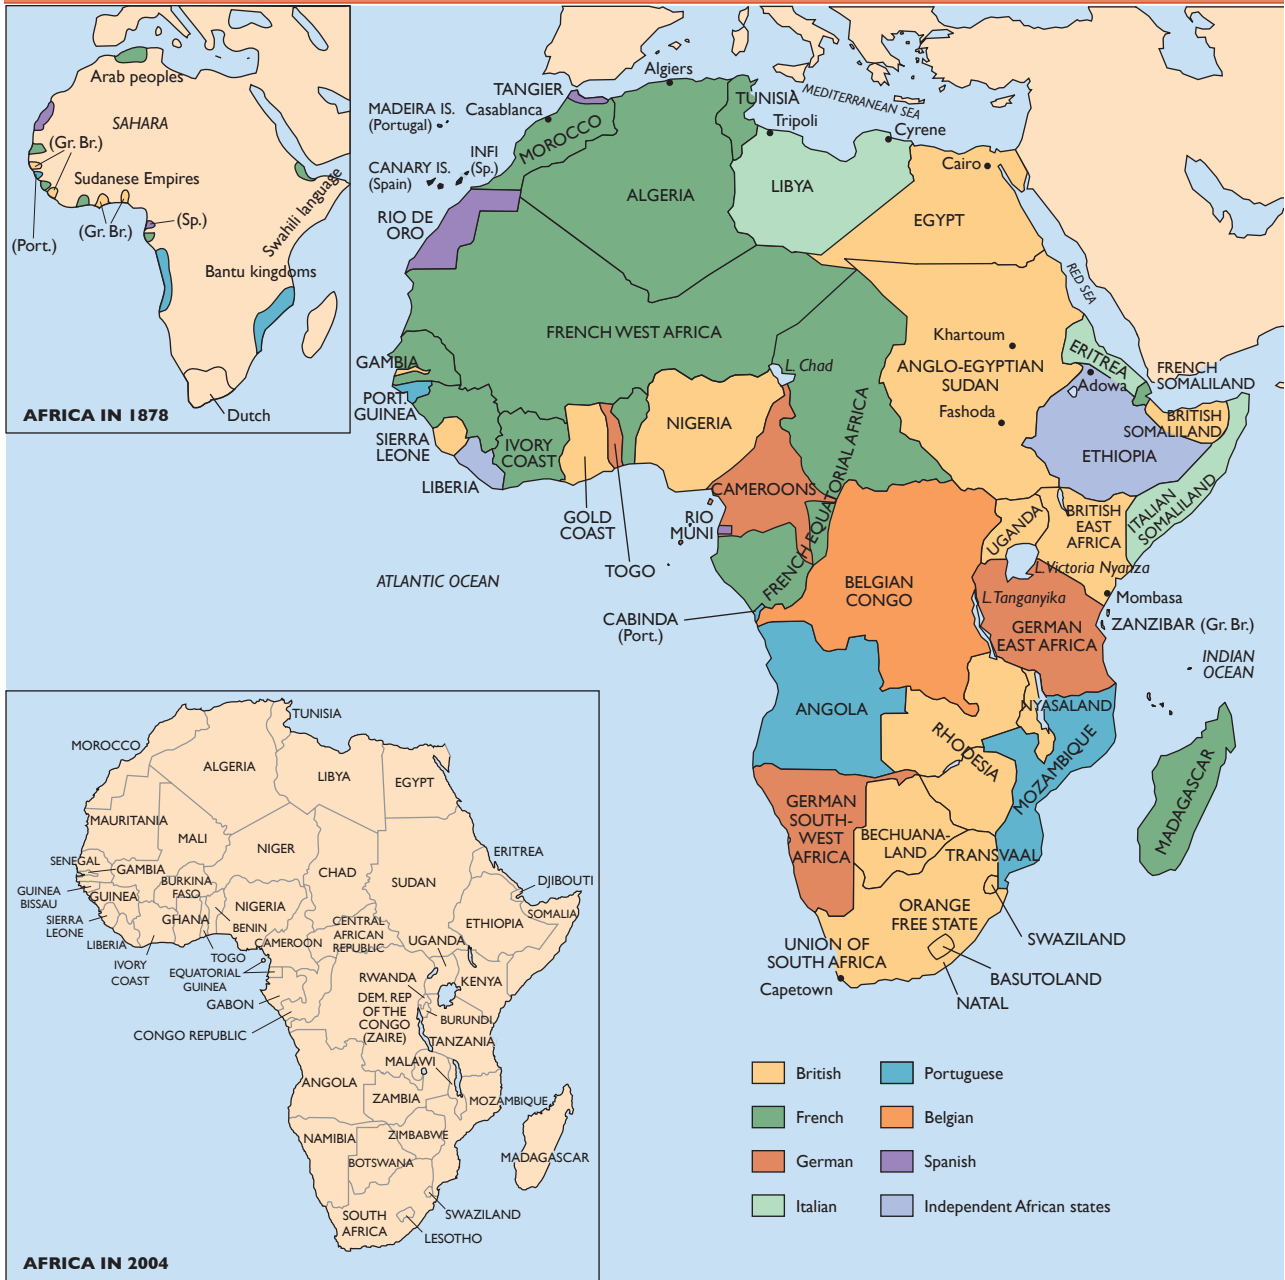 Arab peoples
SAHARA
(Gr. Br.)
Sudanese Empires
Swahili language
(Port.)
(Gr. Br.)
(Sp.)
Bantu kingdoms
Dutch
AFRICA IN 1878
Algiers
TANGIER
Casablanca
MADEIRA IS.
(Portugal)
TUNISIA
MEDITERRANEAN SEA
Tripoli
Cyrene
MOROCCO
INFI
(Sp.)
CANARY IS.
(Spain)
Cairo
ALGERIA
LIBYA
EGYPT
RIO DE
ORO
RED SEA
FRENCH WEST AFRICA
Khartoum
ANGLO-EGYPTIAN
SUDAN
Fashoda
ERITREA
Adowa
FRENCH
SOMALILAND
GAMBIA
L. Chad
PORT.
GUINEA
BRITISH
SOMALILAND
SIERRA
LEONE
IVORY
COAST
NIGERIA
ETHIOPIA
LIBERIA
CAMEROONS
FRENCH EQUATORIAL AFRICA
ITALIAN
SOMALILAND
GOLD
COAST
RIO
MUNI
UGANDA
BRITISH
EAST
AFRICA
TOGO
ATLANTIC OCEAN
BELGIAN
CONGO
L. Victoria Nyanza
L. Tanganyika
Mombasa
CABINDA
(Port.)
GERMAN
EAST AFRICA
ZANZIBAR (Gr. Br.)
INDIAN
OCEAN
ANGOLA
NYASALAND
RHODESIA
MOZAMBIQUE
MADAGASCAR
GERMAN
SOUTH-
WEST
AFRICA
BECHUANA-
LAND
TRANSVAAL
ORANGE
FREE STATE
SWAZILAND
UNION OF
SOUTH AFRICA
BASUTOLAND
Capetown
NATAL
British
Portuguese
French
Belgian
German
Spanish
Italian
Independent African states
TUNISIA
MOROCCO
ALGERIA
LIBYA
EGYPT
MAURITANIA
MALI
NIGER
ERITREA
SENEGAL
GAMBIA
CHAD
SUDAN
DJIBOUTI
BURKINA
FASO
GUINEA
BISSAU
GUINEA
NIGERIA
SOMALIA
SIERRA
LEONE
GHANA
BENIN
ETHIOPIA
CENTRAL
AFRICAN
REPUBLIC
LIBERIA
CAMEROON
UGANDA
IVORY
COAST
TOGO
EQUATORIAL
GUINEA
RWANDA
KENYA
GABON
DEM. REP
OF THE
CONGO
(ZAIRE)
BURUNDI
CONGO REPUBLIC
TANZANIA
MALAWI
ANGOLA
ZAMBIA
MOZAMBIQUE
NAMIBIA
ZIMBABWE
BOTSWANA
MADAGASCAR
SOUTH
AFRICA
SWAZILAND
LESOTHO
AFRICA IN 2004